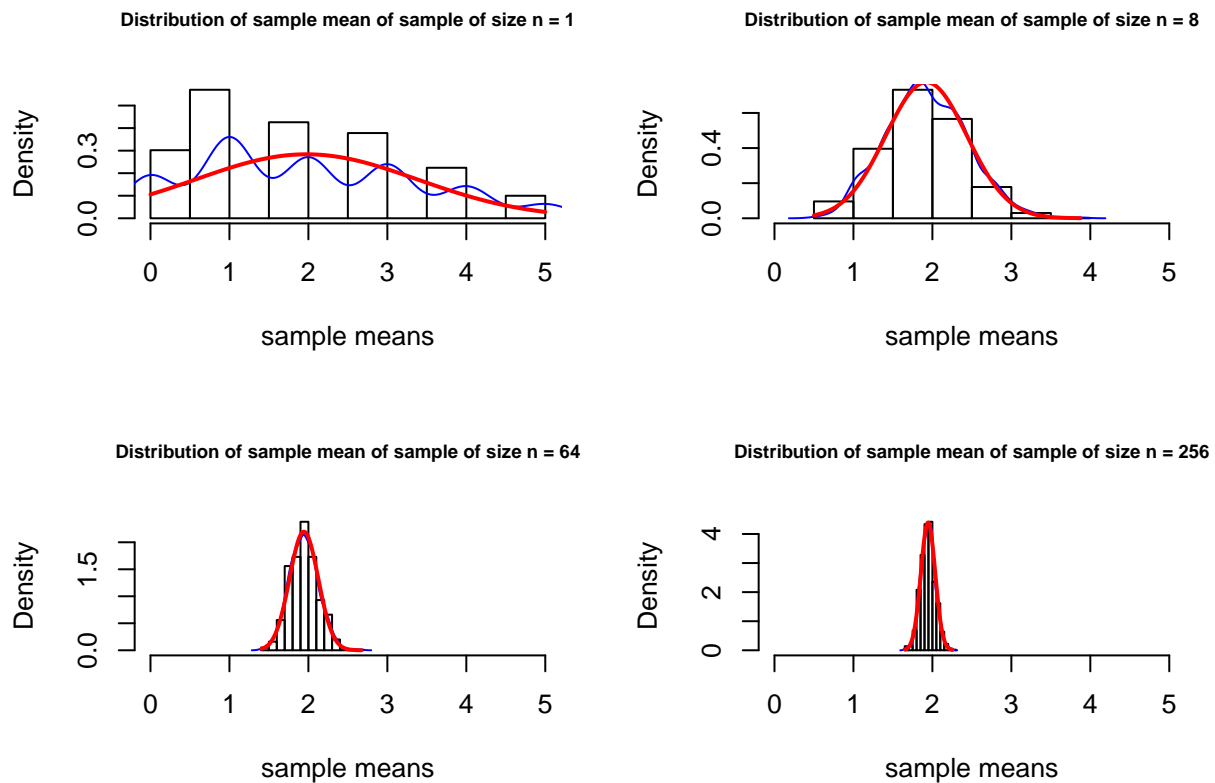 Distribution of sample mean of sample of size n = 1
Density
0.0 0.3
0 1 2 3 4 5
sample means
Distribution of sample mean of sample of size n = 8
Density
0.0 0.4
0 1 2 3 4 5
sample means
Distribution of sample mean of sample of size n = 64
Density
0.0 1.5
0 1 2 3 4 5
sample means
Distribution of sample mean of sample of size n = 256
Density
0 2 4
0 1 2 3 4 5
sample means